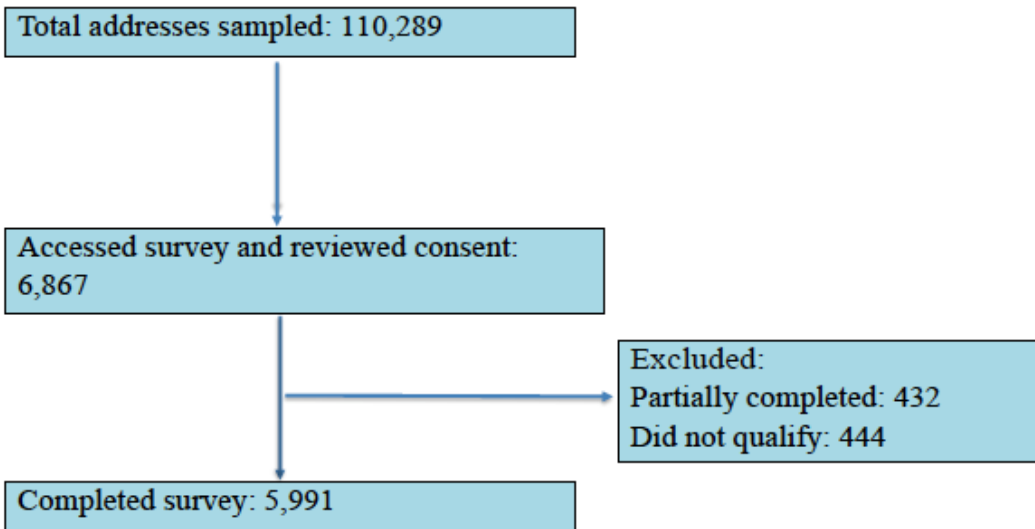 Total addresses sampled: 110,289
Accessed survey and reviewed consent:
6,867
Excluded:
Partially completed: 432
Did not qualify: 444
Completed survey: 5,991